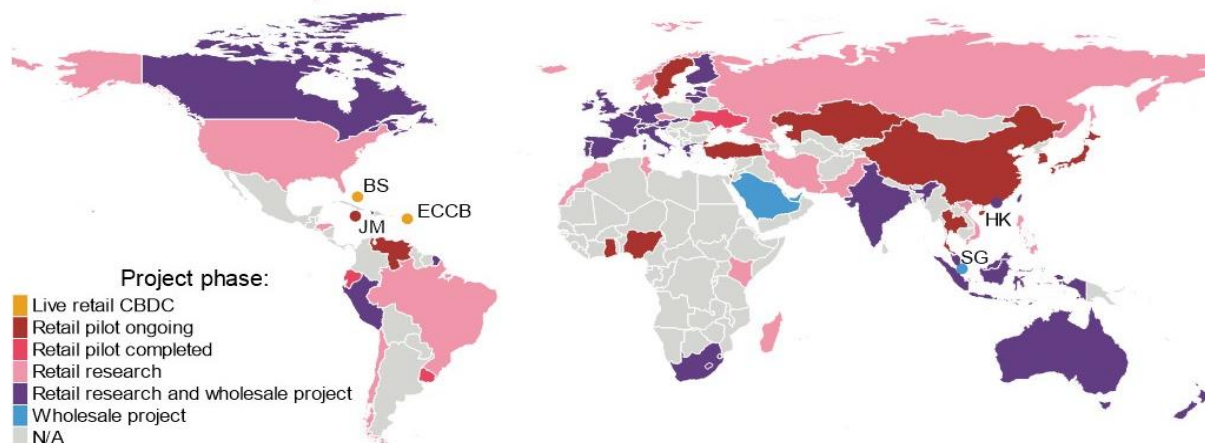 BS
ECCB
JM
HK
SG
Project phase:
Live retail CBDC
Retail pilot ongoing
Retail pilot completed
Retail research
Retail research and wholesale project
Wholesale project
N/A